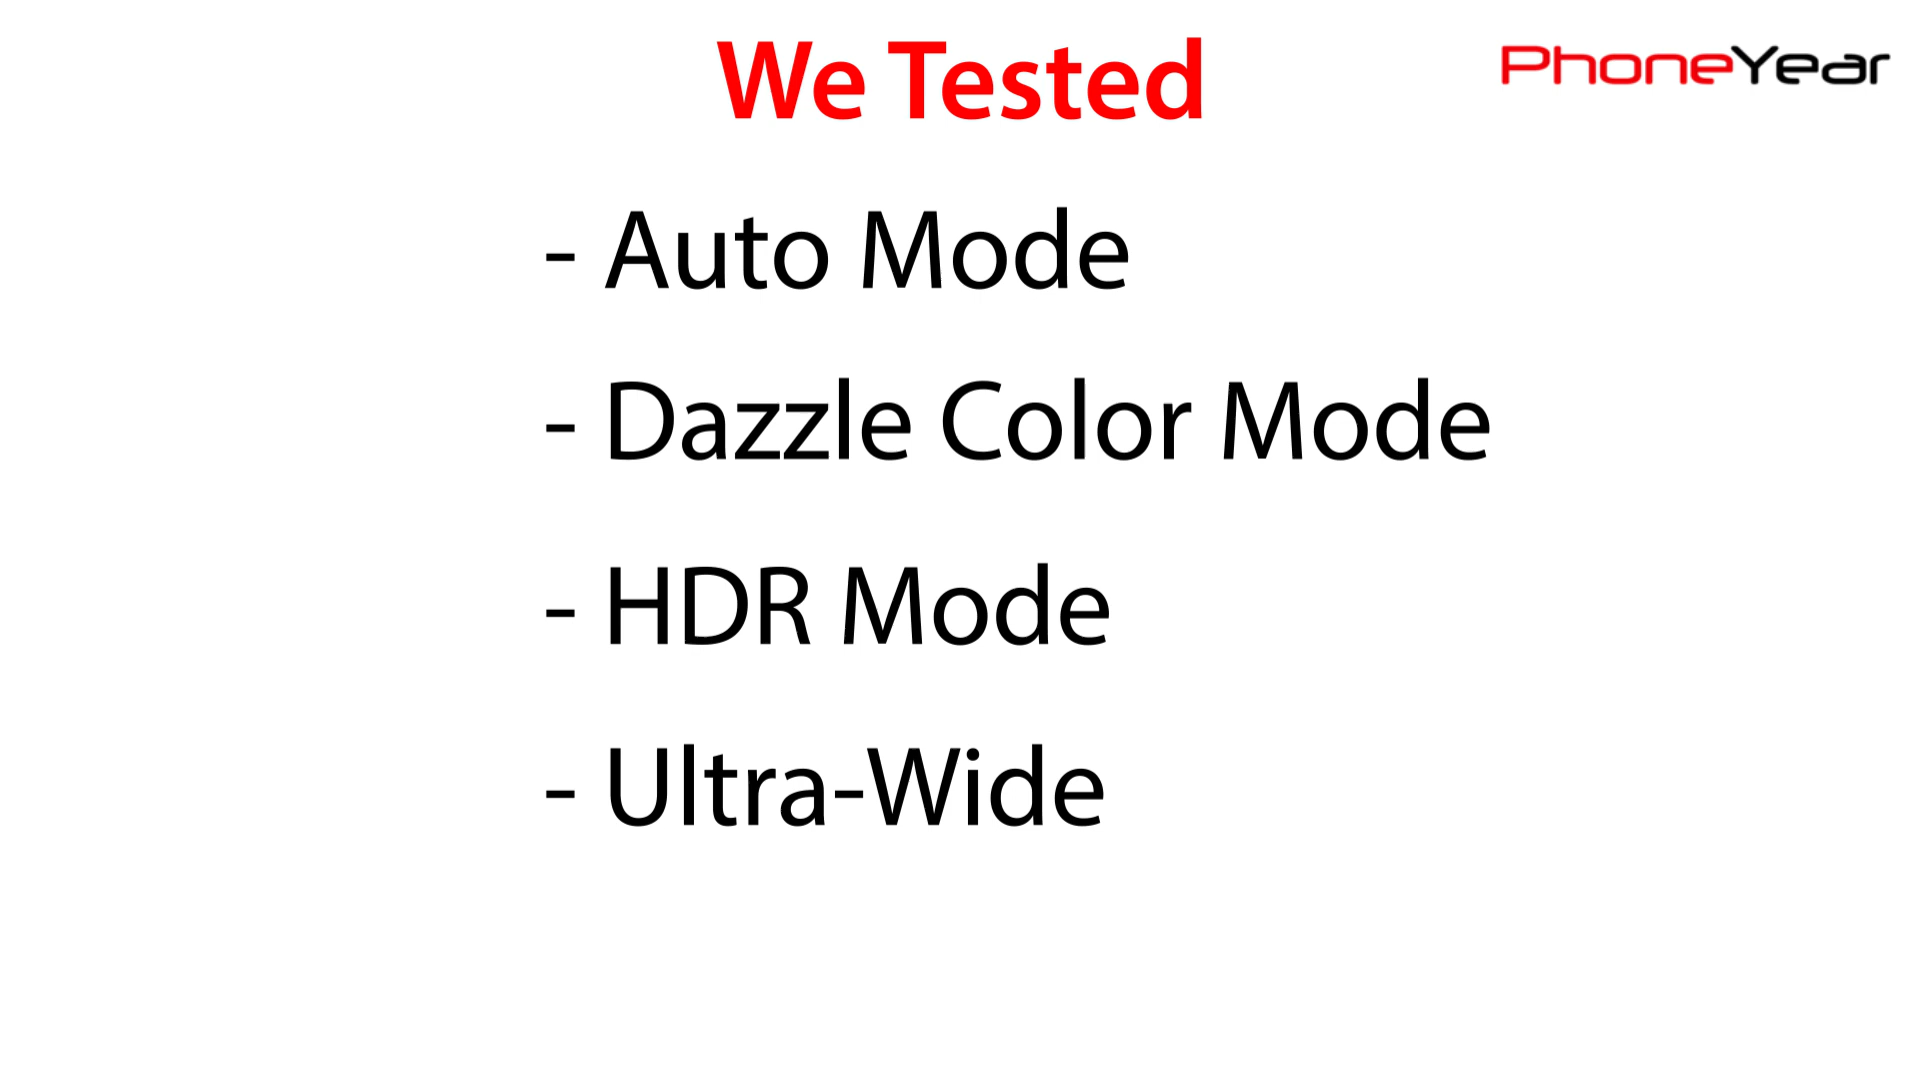 We Tested
PhoneYear
- Auto Mode
- Dazzle Color Mode
- HDR Mode
- Ultra-Wide